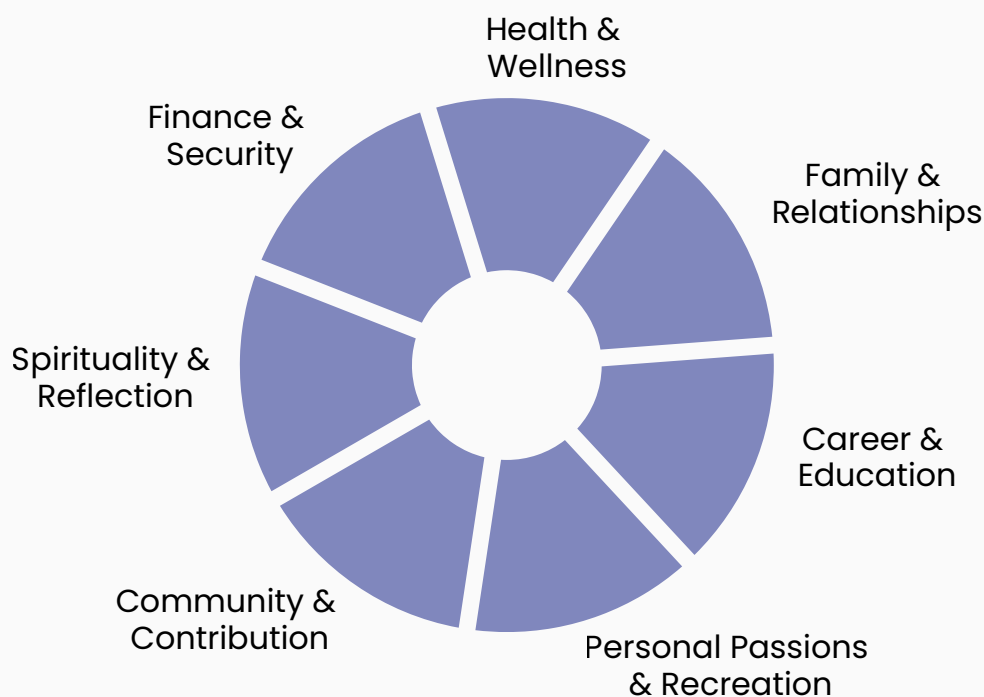 Health &
Wellness
Family &
Relationships
Career &
Education
Personal Passions
& Recreation
Community &
Contribution
Spirituality &
Reflection
Finance &
Security